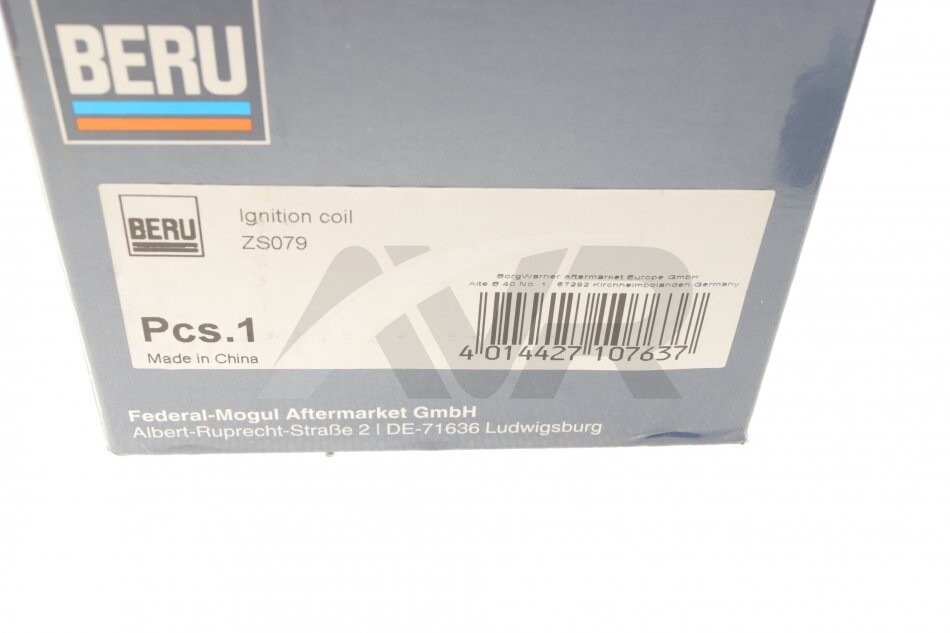 BERU
BERU
Ignition coil
ZS079
BorgWarner Aftermarket Europe GmbH
Alte B 40 No. 1 67292 Kirchheimbolanden Germany
Pcs.1
Made in China
4 014427 107637
AVR
Federal-Mogul Aftermarket GmbH
Albert-Ruprecht-Straße 2 | DE-71636 Ludwigsburg